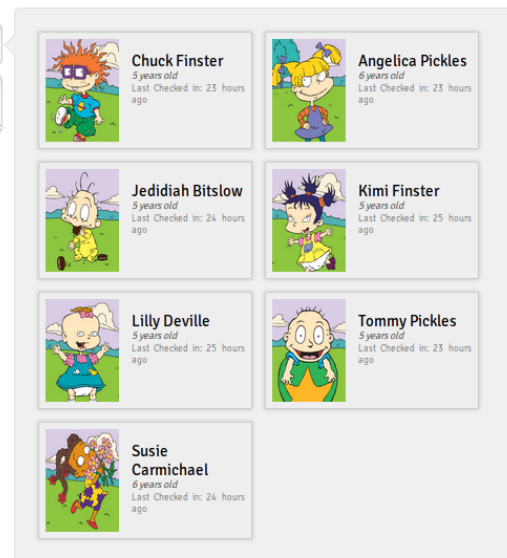 Chuck Finster
5 years old
Last Checked in: 23 hours
ago
Angelica Pickles
6 years old
Last Checked in: 23 hours
ago
Jedidiah Bitslow
5 years old
Last Checked in: 24 hours
ago
Kimi Finster
5 years old
Last Checked in: 25 hours
ago
Lilly Deville
5 years old
Last Checked in: 25 hours
ago
Tommy Pickles
5 years old
Last Checked in: 23 hours
ago
Susie
Carmichael
6 years old
Last Checked in: 24 hours
ago